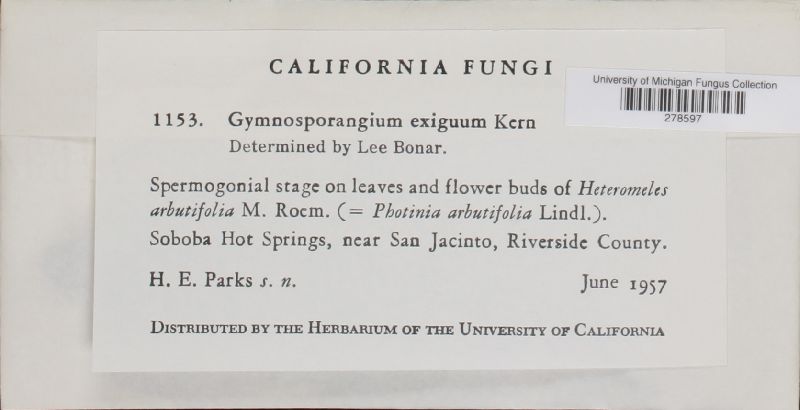 CALIFORNIA FUNGI
University of Michigan Fungus Collection
278597
1153. Gymnosporangium exiguum Kern
Determined by Lee Bonar.
Spermogonial stage on leaves and flower buds of Heteromeles
arbutifolia M. Roem. (= Photinia arbutifolia Lindl.).
Soboba Hot Springs, near San Jacinto, Riverside County.
H. E. Parks s. n. June 1957
DISTRIBUTED BY THE HERBARIUM OF THE UNIVERSITY OF CALIFORNIA